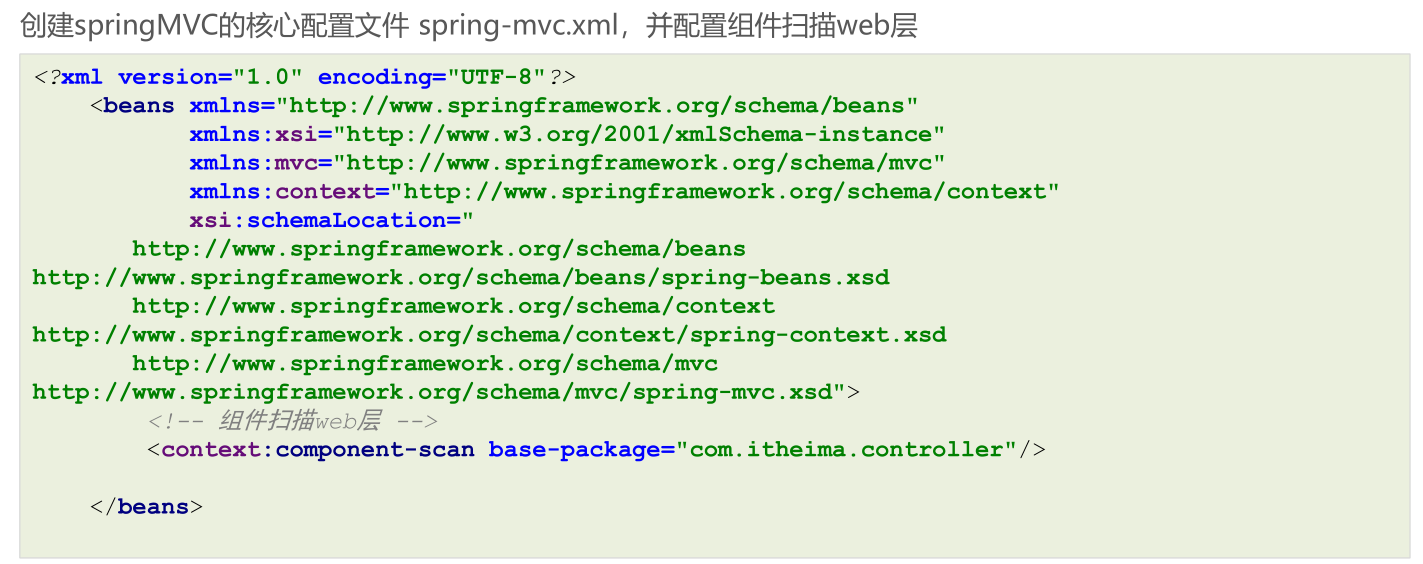 创建springMVC的核心配置文件 spring-mvc.xml，并配置组件扫描web层
<?xml version="1.0" encoding="UTF-8"?>
<beans xmlns="http://www.springframework.org/schema/beans"
xmlns:xsi="http://www.w3.org/2001/xmlSchema-instance"
xmlns:mvc="http://www.springframework.org/schema/mvc"
xmlns:context="http://www.springframework.org/schema/context"
xsi:schemaLocation="
http://www.springframework.org/schema/beans
http://www.springframework.org/schema/beans/spring-beans.xsd
http://www.springframework.org/schema/context
http://www.springframework.org/schema/context/spring-context.xsd
http://www.springframework.org/schema/mvc
http://www.springframework.org/schema/mvc/spring-mvc.xsd">
<!-- 组件扫描web层 -->
<context:component-scan base-package="com.itheima.controller"/>
</beans>